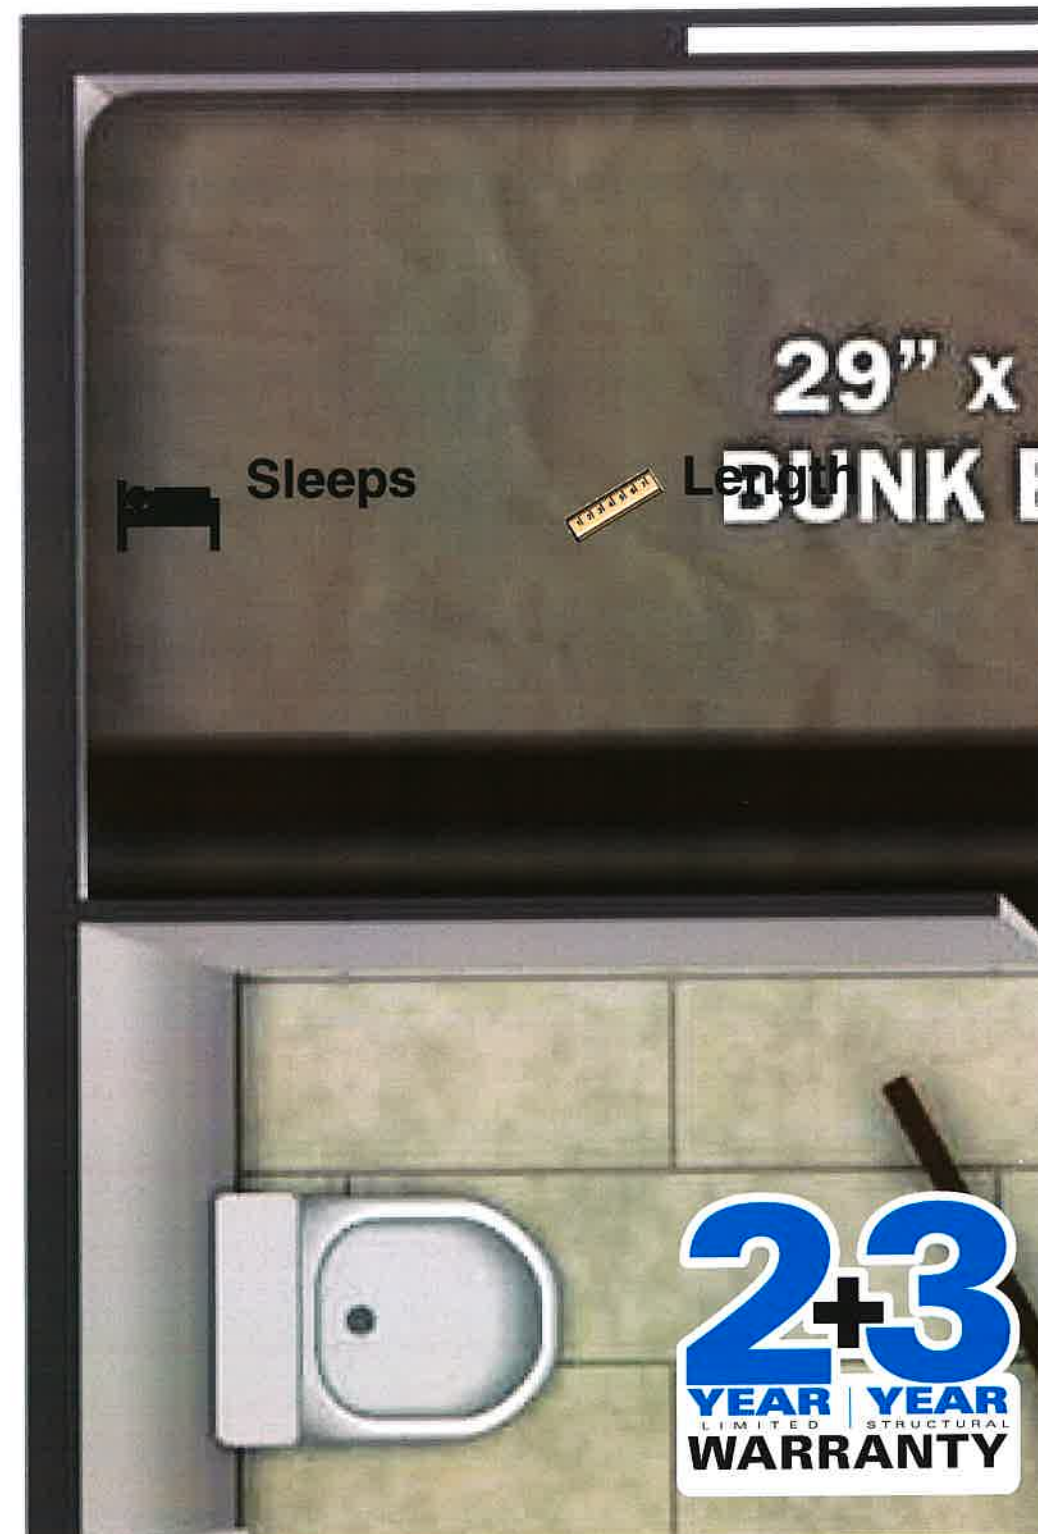 29” x
BUNK
Sleeps
Length
2+3
YEAR | YEAR
LIMITED STRUCTURAL
WARRANTY